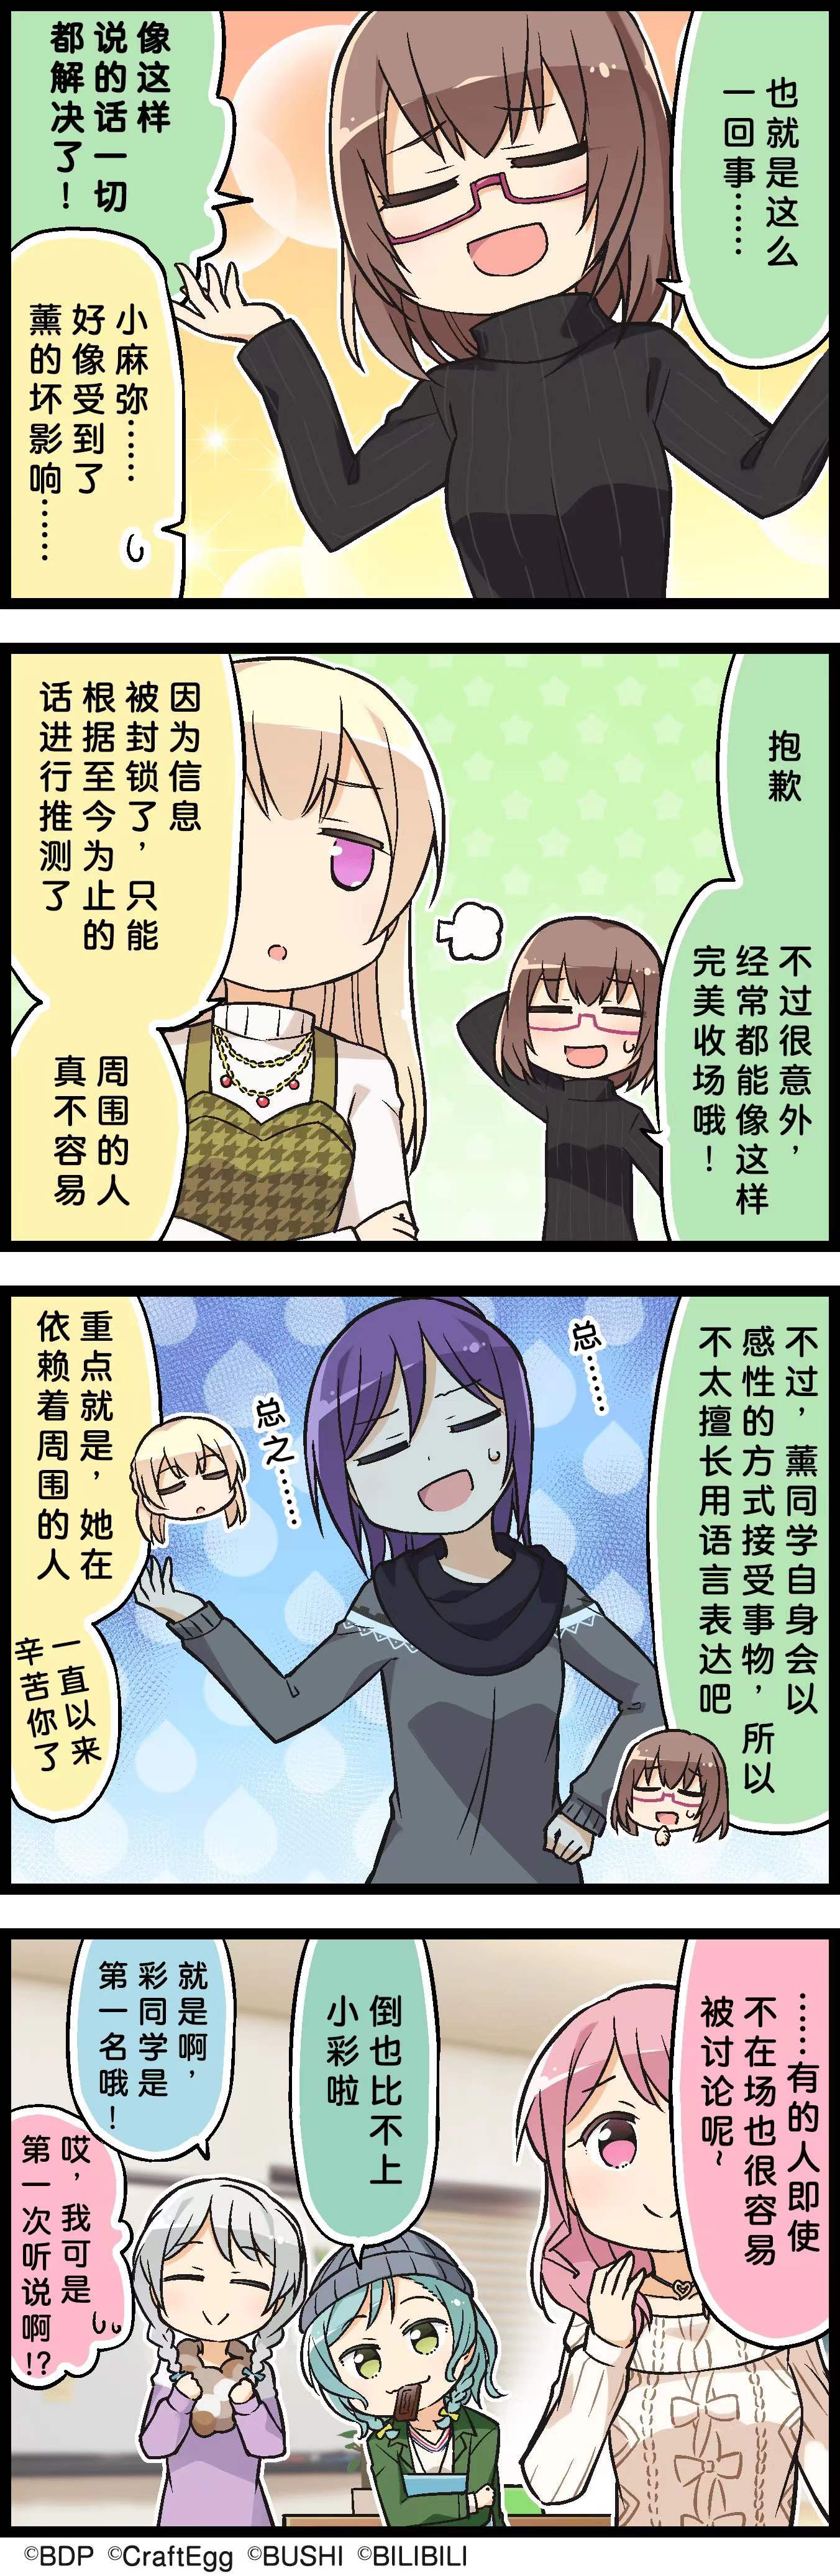 也就是这么
一回事……
像这样
说的话一切
都解决了！
小麻弥……
好像受到了
薰的坏影响……
抱歉
不过很意外，
经常都能像这样
完美收场哦！
因为信息
被封锁了，只能
根据至今为止的
话进行推测了
周围的人
真不容易
不过，薰同学自身会以
感性的方式接受事物，所以
不太擅长用语言表达吧
总……
总之……
重点就是，她在
依赖着周围的人
一直以来
辛苦你了
……有的人即使
不在场也很容易
被讨论呢~
倒也比不上
小彩啦
就是啊，
彩同学是
第一名哦！
哎，我可是
第一次听说啊!?
©BDP ©CraftEgg ©BUSHI ©BILIBILI